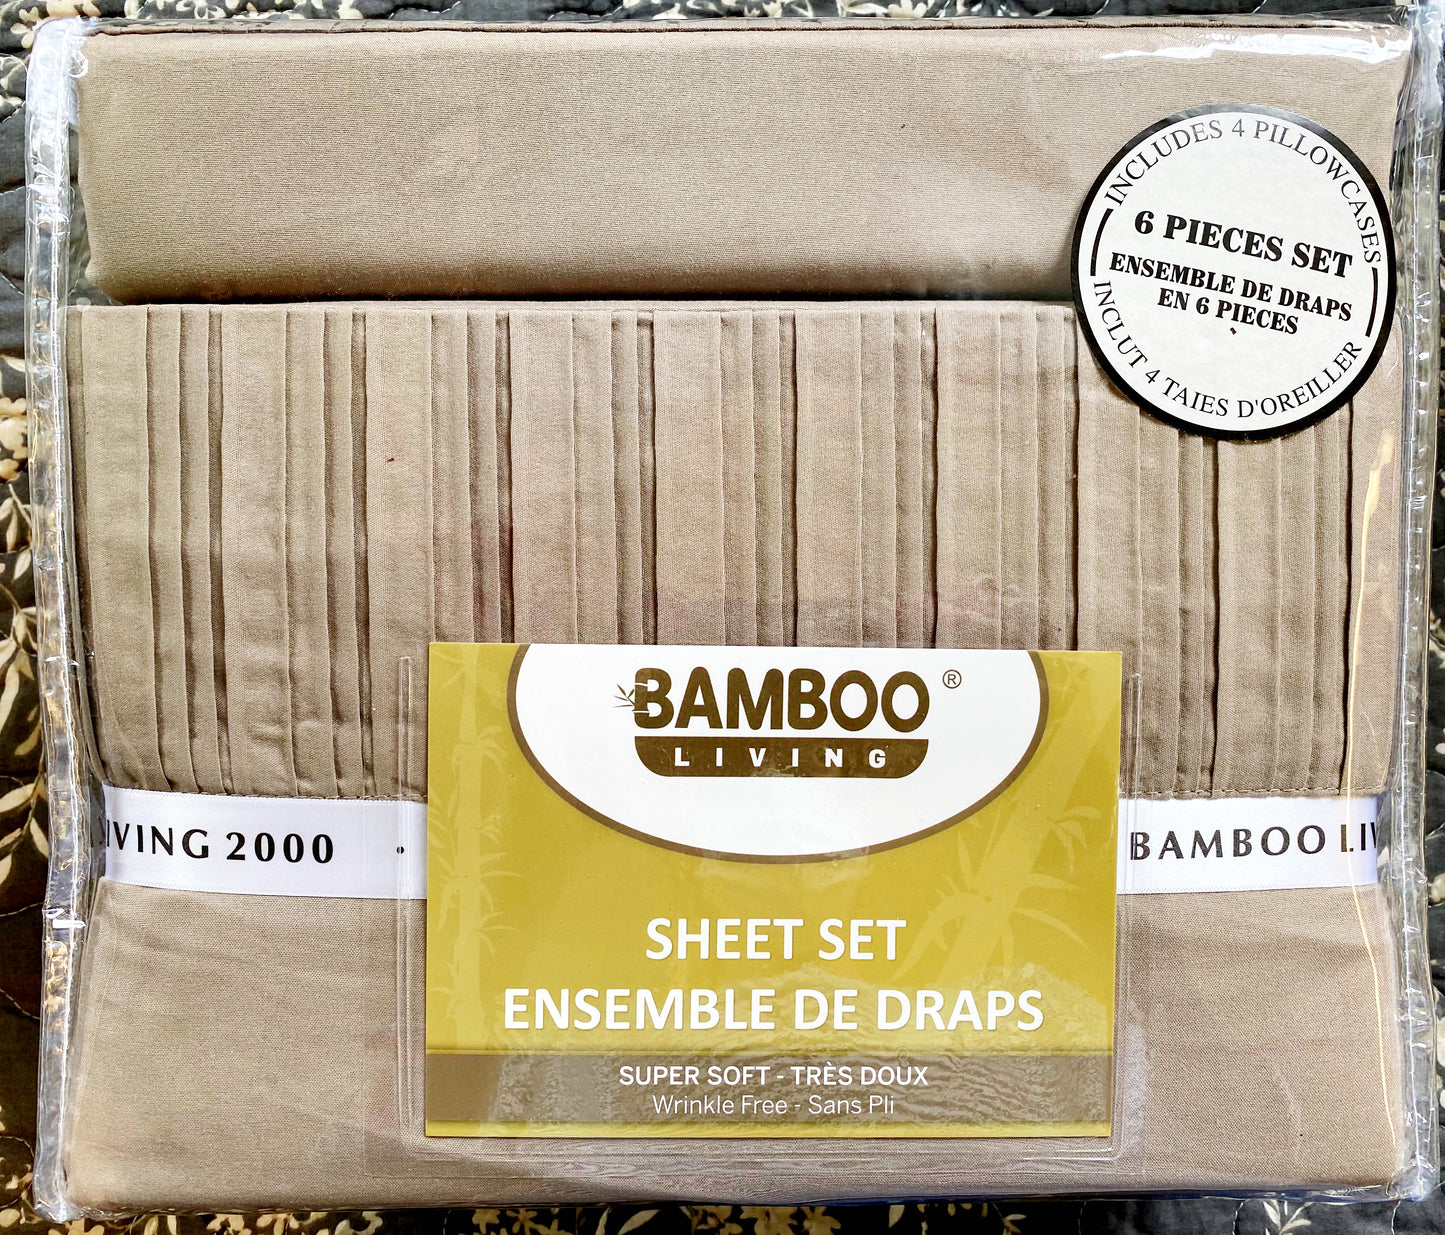 INCLUDES 4 PILLOWCASES
6 PIECES SET
ENSEMBLE DE DRAPS
EN 6 PIECES
INCLUT 4 TAIES D'OREILLER
BAMBOO ®
LIVING
IVING 2000 • BAMBOO LIV
SHEET SET
ENSEMBLE DE DRAPS
SUPER SOFT - TRÈS DOUX
Wrinkle Free - Sans Pli